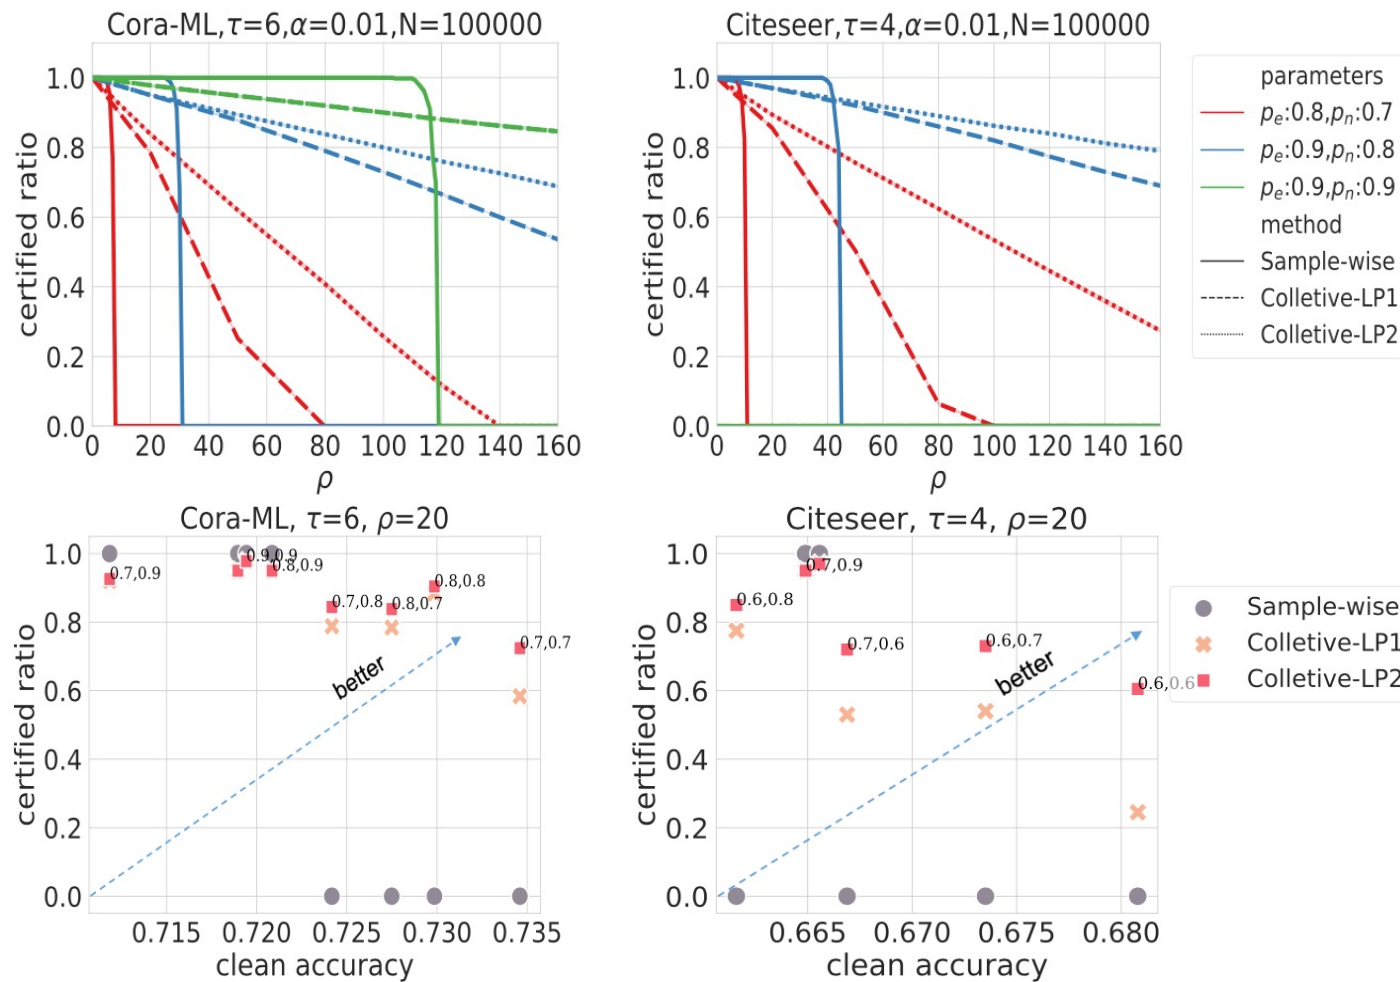 Cora-ML,τ=6,α=0.01,N=100000
certified ratio
1.0
0.8
0.6
0.4
0.2
0.0
0 20 40 60 80 100 120 140 160
ρ
Citeseer,τ=4,α=0.01,N=100000
certified ratio
1.0
0.8
0.6
0.4
0.2
0.0
0 20 40 60 80 100 120 140 160
ρ
parameters
pe:0.8,pn:0.7
pe:0.9,pn:0.8
pe:0.9,pn:0.9
method
Sample-wise
Colletive-LP1
Colletive-LP2
Cora-ML, τ=6, ρ=20
certified ratio
1.0
0.8
0.6
0.4
0.2
0.0
0.7,0.9
0.9,0.9
0.8,0.9
0.7,0.8
0.8,0.7
0.8,0.8
0.7,0.7
better
0.715 0.720 0.725 0.730 0.735
clean accuracy
Citeseer, τ=4, ρ=20
certified ratio
1.0
0.8
0.6
0.4
0.2
0.0
0.7,0.9
0.6,0.8
0.7,0.6
0.6,0.7
0.6,0.6
better
0.665 0.670 0.675 0.680
clean accuracy
Sample-wise
Colletive-LP1
Colletive-LP2